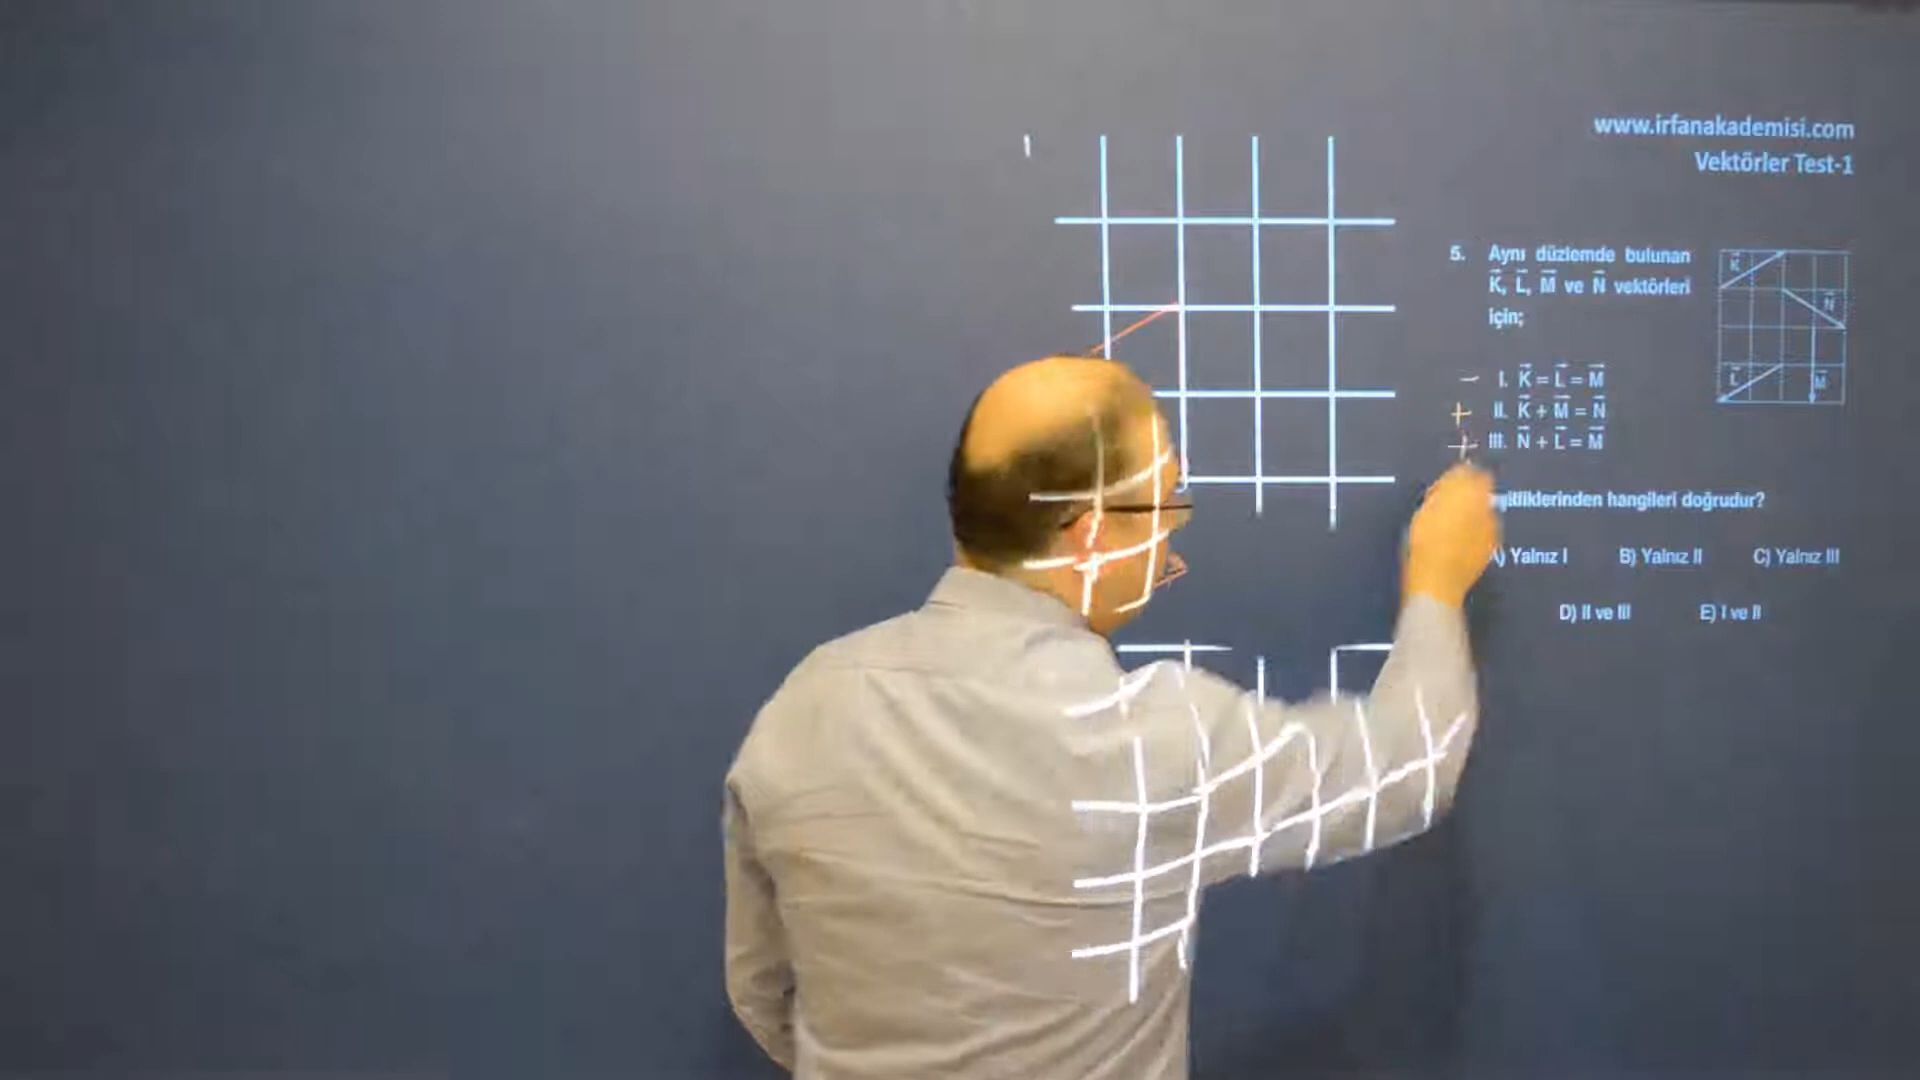 www.irfanakademisi.com
Vektörler Test-1
5. Aynı düzlemde bulunan
K⃗, L⃗, M⃗ ve N⃗ vektörleri
için;
K⃗
N⃗
L⃗
M⃗
− I. K⃗ = L⃗ = M⃗
+ II. K⃗ + M⃗ = N⃗
+ III. N⃗ + L⃗ = M⃗
hangileri doğrudur?
A) Yalnız I B) Yalnız II C) Yalnız III
D) II ve III E) I ve II